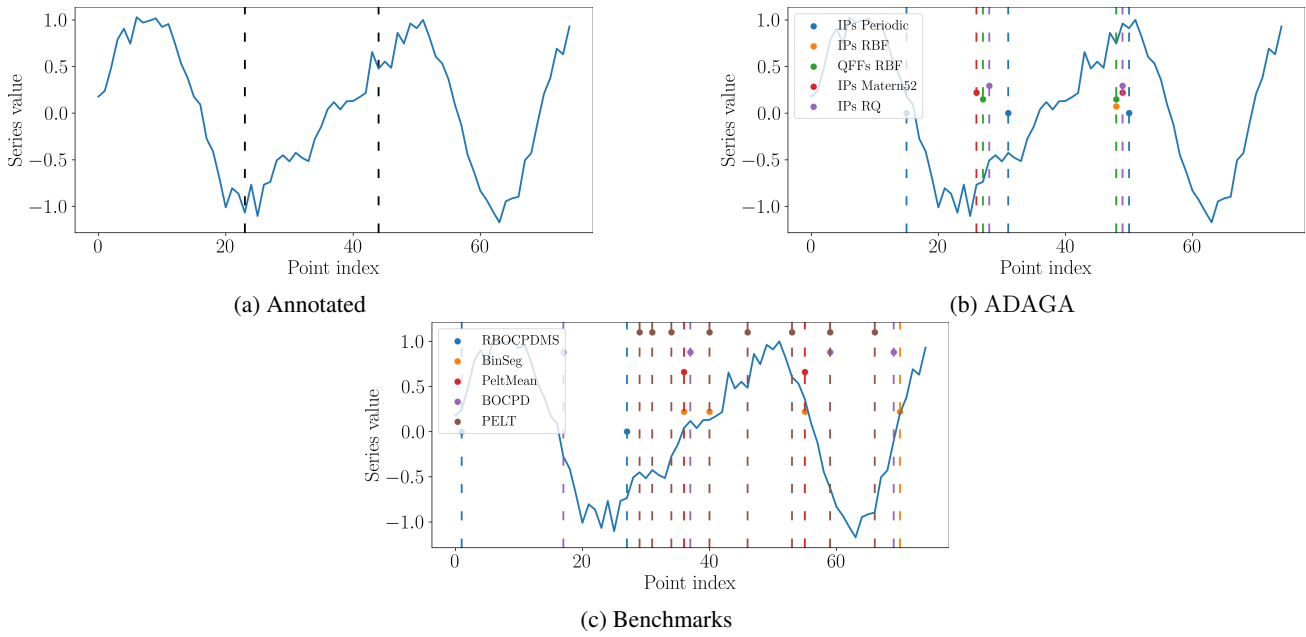 1.0
0.5
0.0
−0.5
−1.0
Series value
0
20
40
60
Point index
(a) Annotated
1.0
0.5
0.0
−0.5
−1.0
Series value
IPs Periodic
IPs RBF
QFFs RBF
IPs Matern52
IPs RQ
0
20
40
60
Point index
(b) ADAGA
1.0
0.5
0.0
−0.5
−1.0
Series value
RBOCPDMS
BinSeg
PeltMean
BOCPD
PELT
0
20
40
60
Point index
(c) Benchmarks